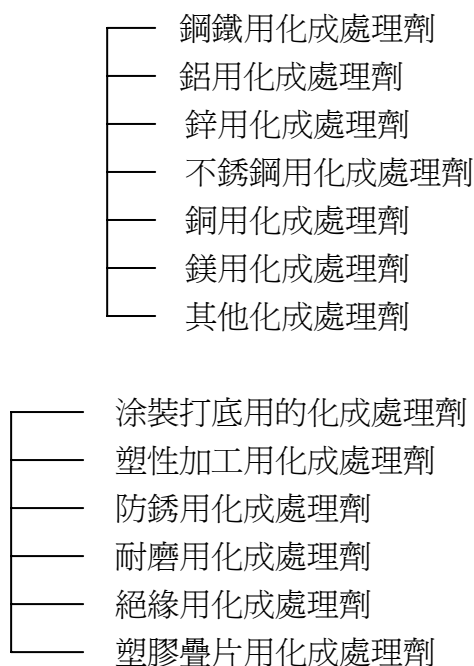 鋼鐵用化成處理劑
鋁用化成處理劑
鋅用化成處理劑
不銹鋼用化成處理劑
銅用化成處理劑
鎂用化成處理劑
其他化成處理劑
涂裝打底用的化成處理劑
塑性加工用化成處理劑
防銹用化成處理劑
耐磨用化成處理劑
絕緣用化成處理劑
塑膠疊片用化成處理劑